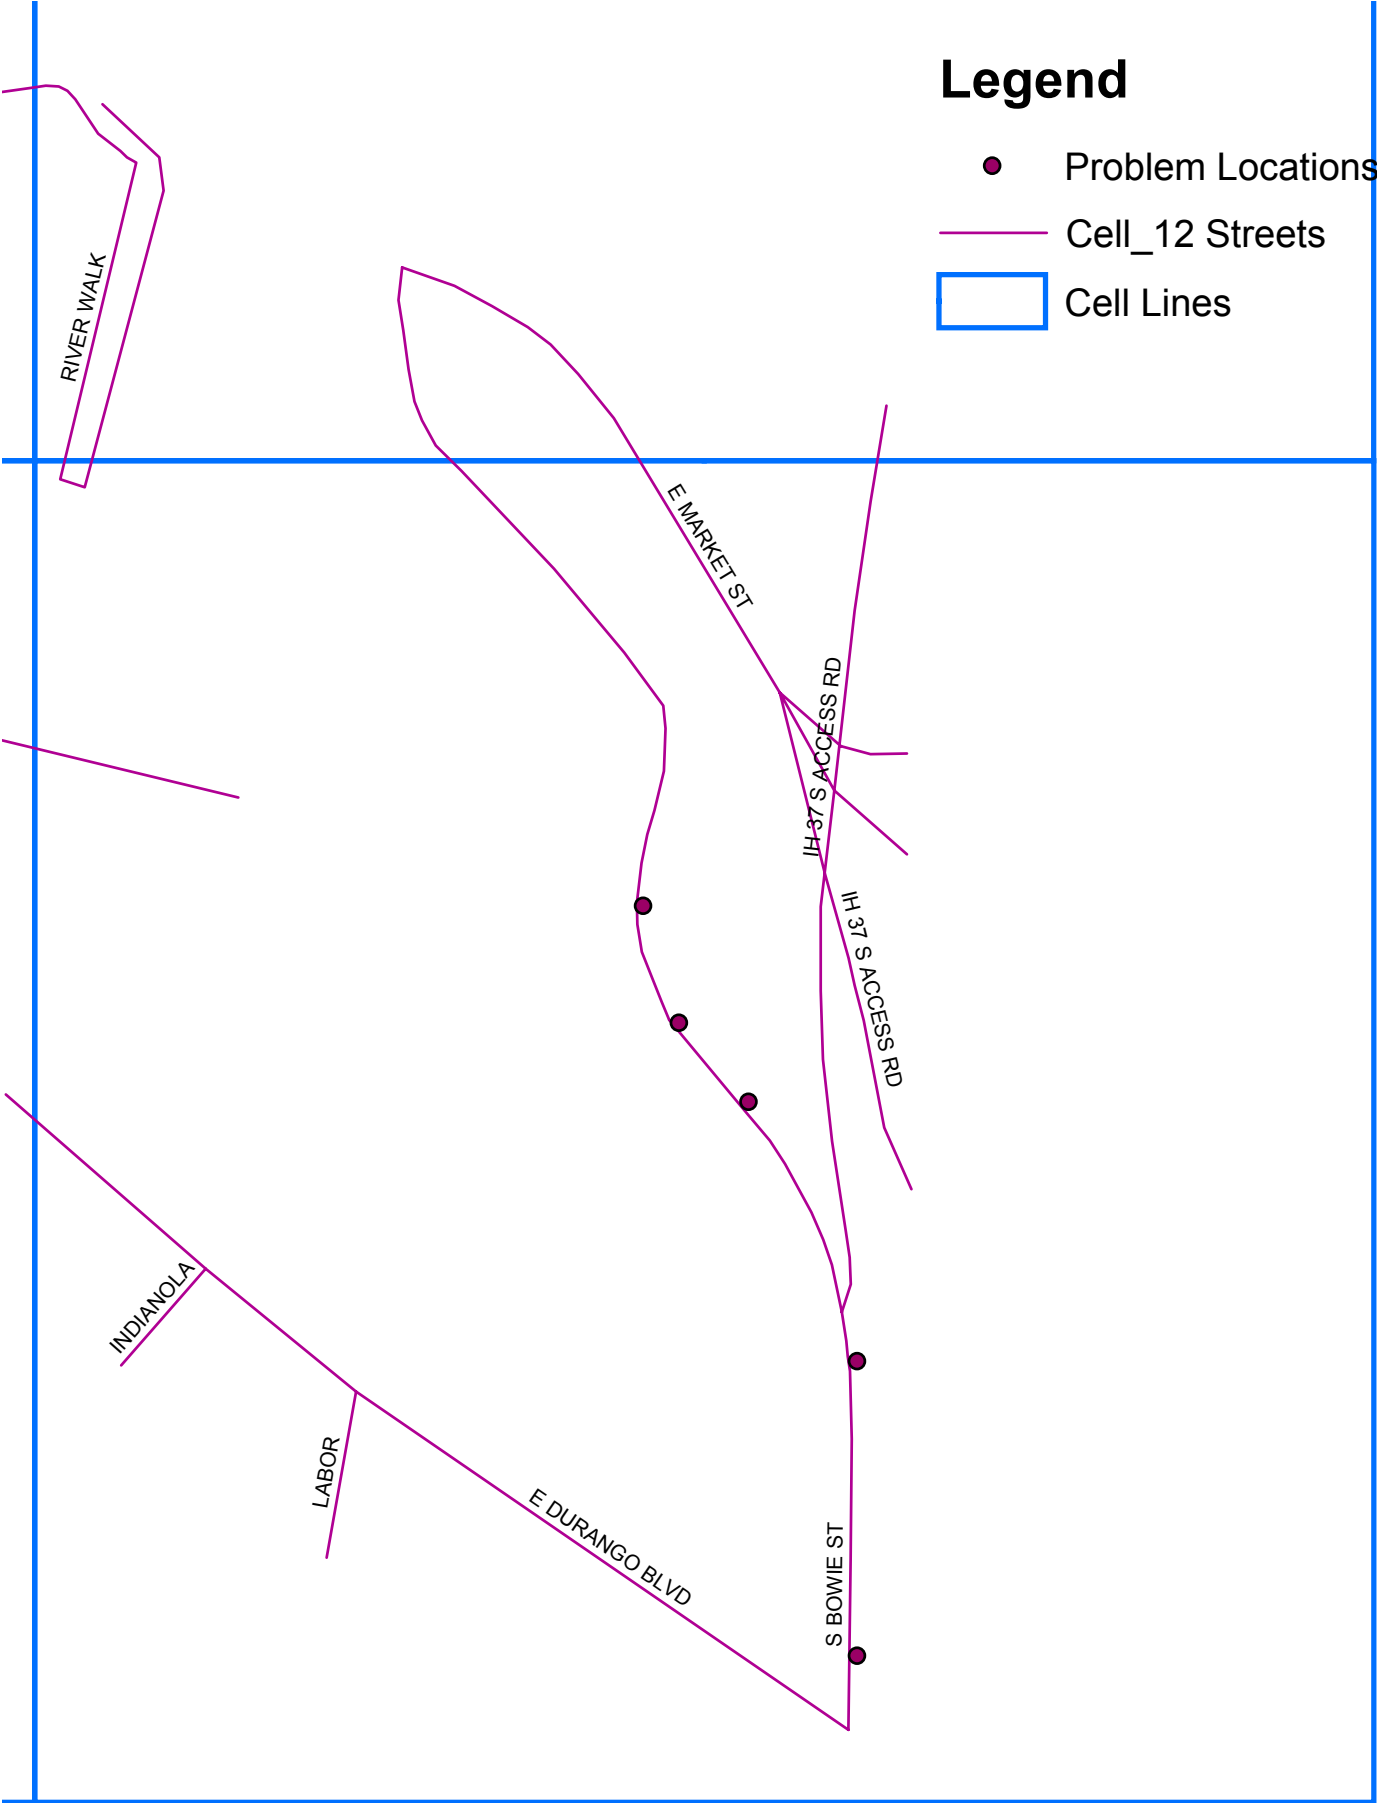 Legend
Problem Locations
Cell_12 Streets
Cell Lines
RIVER WALK
E MARKET ST
IH 37 S ACCESS RD
IH 37 S ACCESS RD
INDIANOLA
LABOR
E DURANGO BLVD
S BOWIE ST